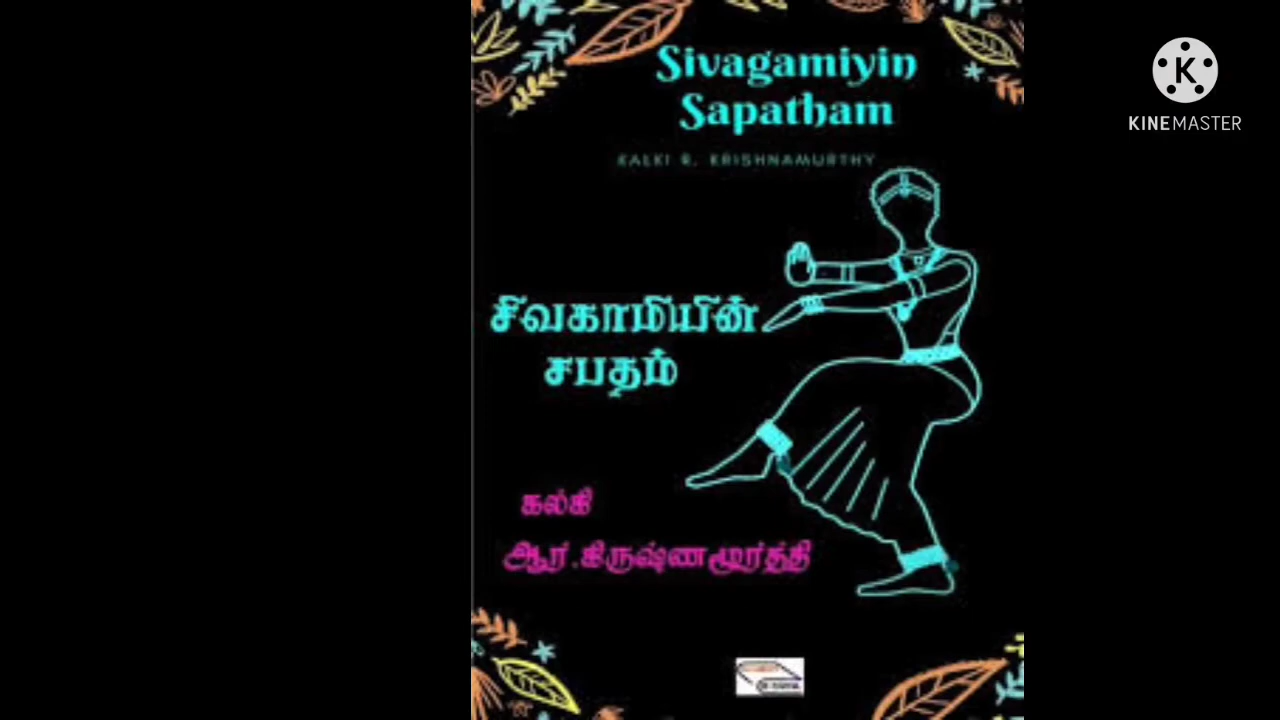 Sivagamiyin
Sapatham
KALKI R. KRISHNAMURTHY
சிவகாமியின்
சபதம்
கல்கி
ஆர்.கிருஷ்ணமூர்த்தி
K
KINEMASTER